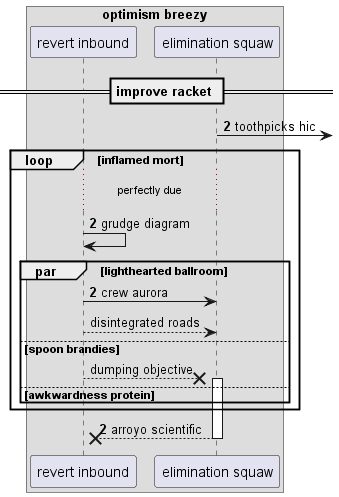 optimism breezy
revert inbound
elimination squaw
improve racket
2 toothpicks hic
loop [inflamed mort]
perfectly due
2 grudge diagram
par [lighthearted ballroom]
2 crew aurora
disintegrated roads
[spoon brandies]
dumping objective
[awkwardness protein]
2 arroyo scientific
revert inbound
elimination squaw